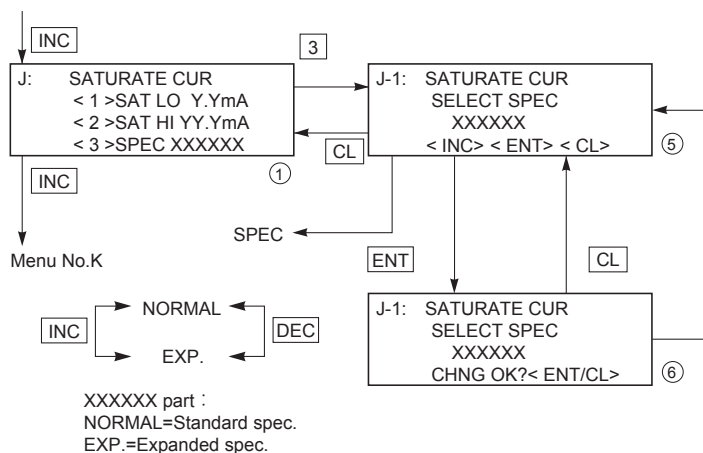 INC
J: SATURATE CUR
< 1 >SAT LO Y.YmA
< 2 >SAT HI YY.YmA
< 3 >SPEC XXXXXX
①
3
CL
J-1: SATURATE CUR
SELECT SPEC
XXXXXX
< INC> < ENT> < CL>
⑤
INC
Menu No.K
SPEC
ENT
CL
J-1: SATURATE CUR
SELECT SPEC
XXXXXX
CHNG OK?< ENT/CL>
⑥
INC
NORMAL
EXP.
DEC
XXXXXX part :
NORMAL=Standard spec.
EXP.=Expanded spec.